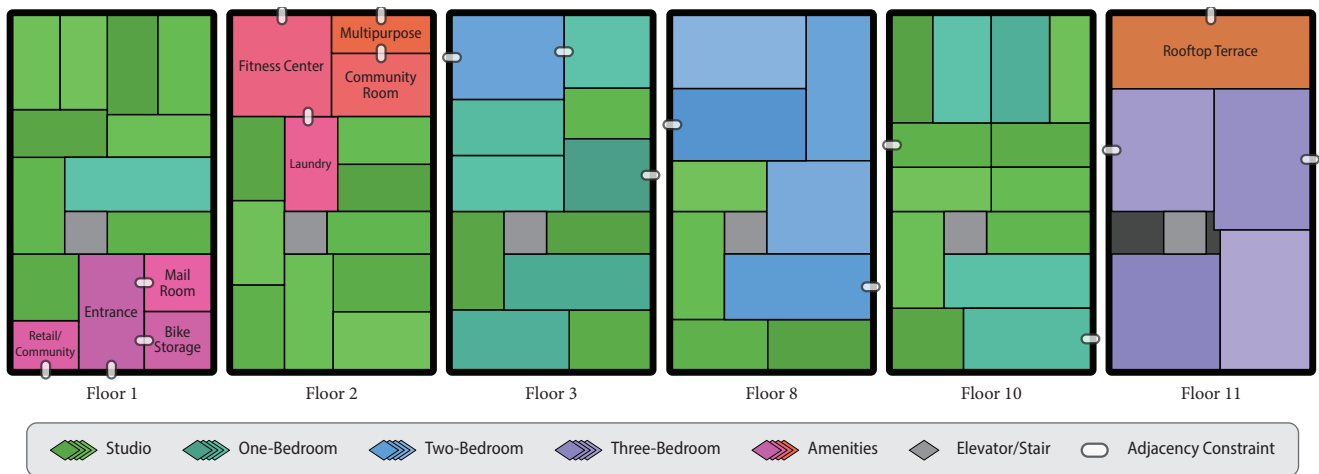 Multipurpose
Fitness Center
Community
Room
Rooftop Terrace
Laundry
Mail
Room
Entrance
Retail/
Community
Bike
Storage
Floor 1
Floor 2
Floor 3
Floor 8
Floor 10
Floor 11
Studio
One-Bedroom
Two-Bedroom
Three-Bedroom
Amenities
Elevator/Stair
Adjacency Constraint